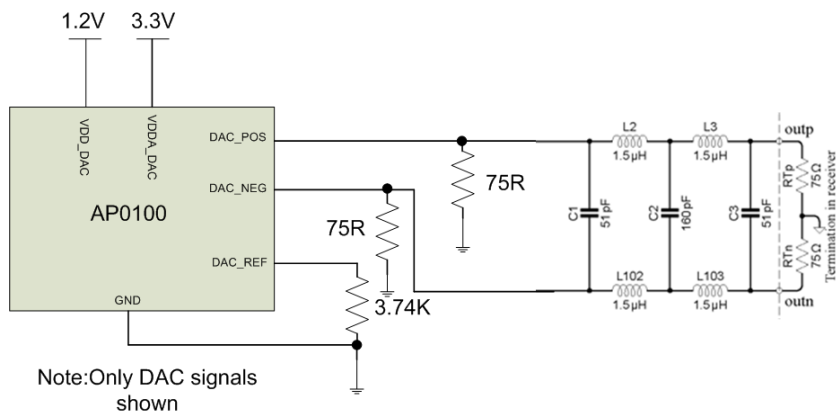 1.2V
3.3V
VDD_DAC
VDDA_DAC
DAC_POS
DAC_NEG
DAC_REF
AP0100
GND
75R
75R
3.74K
L2
1.5µH
L3
1.5µH
C1
51pF
C2
160pF
C3
51pF
L102
1.5µH
L103
1.5µH
outp
RTp
75Ω
RTn
75Ω
outn
Termination in receiver
Note:Only DAC signals
shown